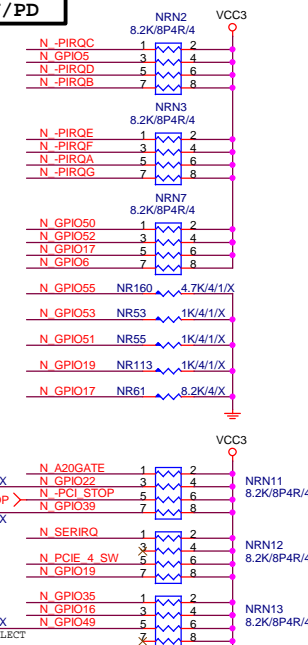 /PD
NRN2 VCC3
8.2K/8P4R/4
N_-PIRQC 1 2
N_GPIO5 3 4
N_-PIRQD 5 6
N_-PIRQB 7 8
NRN3
8.2K/8P4R/4
N_-PIRQE 1 2
N_-PIRQF 3 4
N_-PIRQA 5 6
N_-PIRQG 7 8
NRN7
8.2K/8P4R/4
N_GPIO50 1 2
N_GPIO52 3 4
N_GPIO17 5 6
N_GPIO6 7 8
N_GPIO55 NR160 4.7K/4/1/X
N_GPIO53 NR53 1K/4/1/X
N_GPIO51 NR55 1K/4/1/X
N_GPIO19 NR113 1K/4/1/X
N_GPIO17 NR61 8.2K/4/X
VCC3
N_A20GATE 1 2
X N_GPIO22 3 4 NRN11
OP N_-PCI_STOP 5 6 8.2K/8P4R/4
X N_GPIO39 7 8
N_SERIRQ 1 2
3 4 NRN12
N_PCIE_4_SW 5 6 8.2K/8P4R/4
N_GPIO19 7 8
N_GPIO35 1 2
N_GPIO16 3 4 NRN13
X N_GPIO49 5 6 8.2K/8P4R/4
LECT 7 8